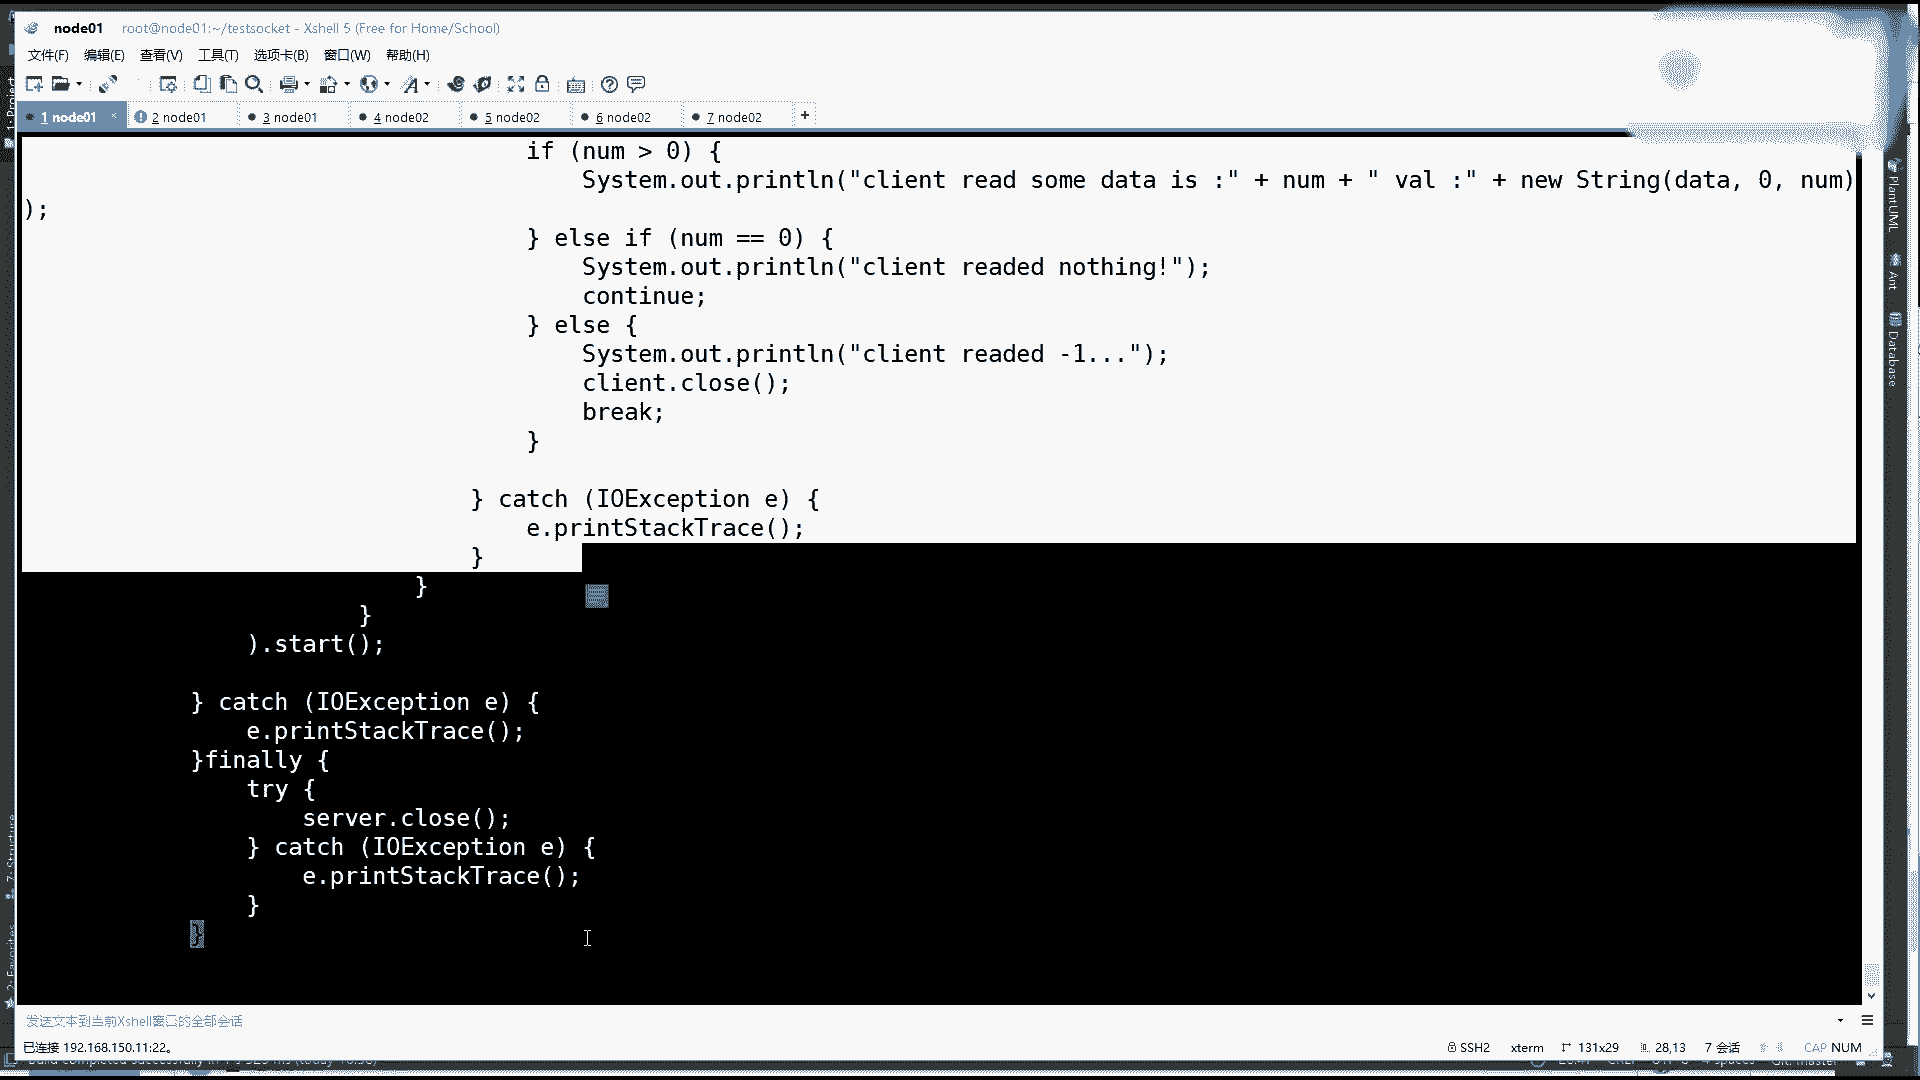 node01 root@node01:~/testsocket - Xshell 5 (Free for Home/School)
文件(F) 编辑(E) 查看(V) 工具(T) 选项卡(B) 窗口(W) 帮助(H)
1 node01 × 2 node01 3 node01 4 node02 5 node02 6 node02 7 node02 +
if (num > 0) {
System.out.println("client read some data is :" + num + " val :" + new String(data, 0, num)
);
} else if (num == 0) {
System.out.println("client readed nothing!");
continue;
} else {
System.out.println("client readed -1...");
client.close();
break;
}
} catch (IOException e) {
e.printStackTrace();
}
}
}
).start();
} catch (IOException e) {
e.printStackTrace();
}finally {
try {
server.close();
} catch (IOException e) {
e.printStackTrace();
}
}
发送文本到当前Xshell窗口的全部会话
已连接 192.168.150.11:22。 SSH2 xterm 131x29 28,13 7 会话 CAP NUM
1: Project
7: Structure
2: Favorites
PlantUML
Ant
Database